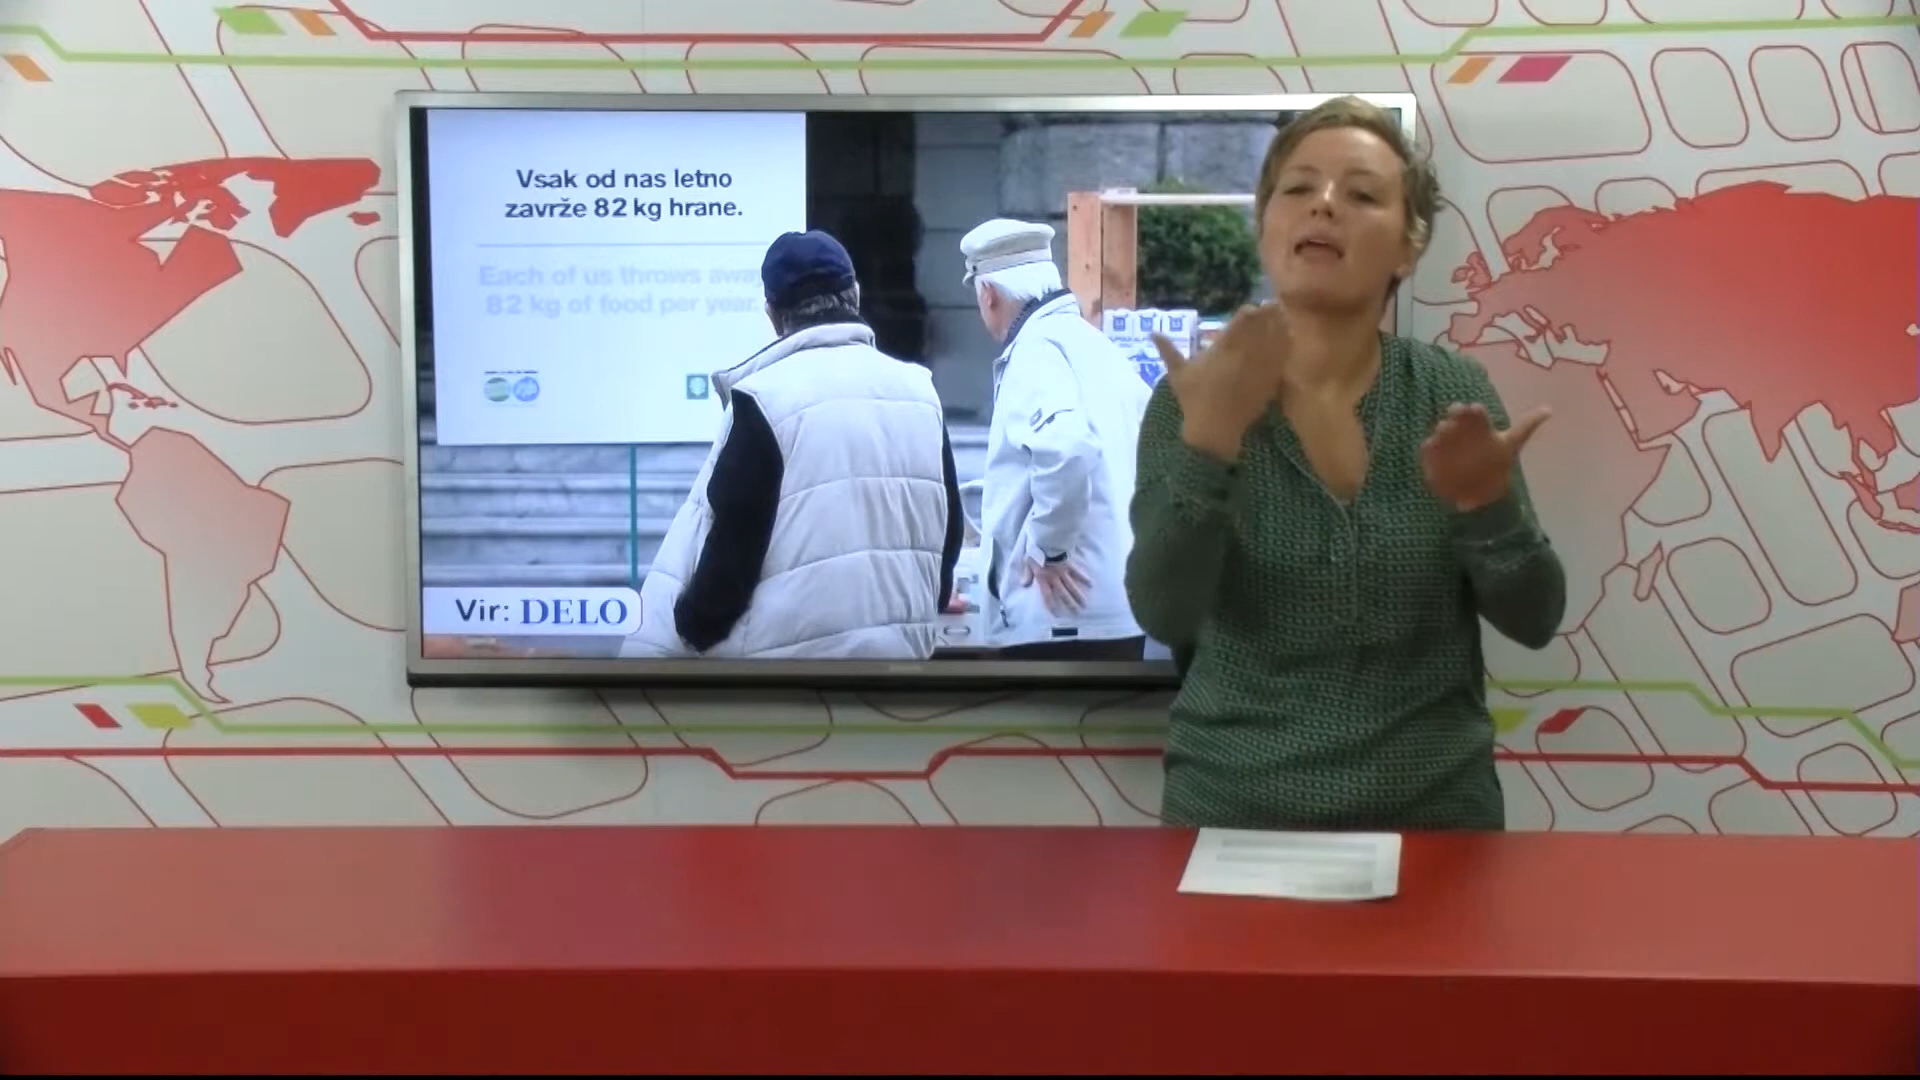 Vsak od nas letno
zavrže 82 kg hrane.
Each of us throws away
82 kg of food per year.
Vir: DELO